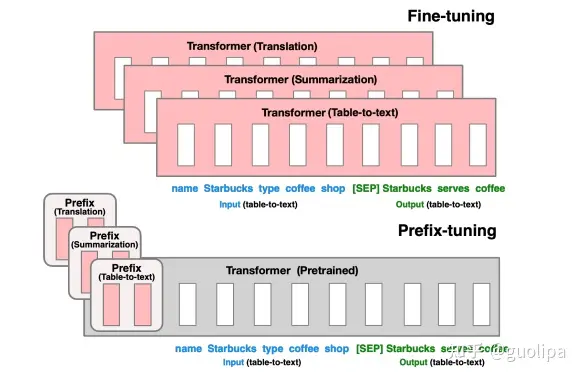 Fine-tuning
Transformer (Translation)
Transformer (Summarization)
Transformer (Table-to-text)
name Starbucks type coffee shop [SEP] Starbucks serves coffee
Input (table-to-text) Output (table-to-text)
Prefix-tuning
Prefix
(Translation)
Prefix
(Summarization)
Prefix
(Table-to-text)
Transformer (Pretrained)
name Starbucks type coffee shop [SEP] Starbucks serves coffee
Input (table-to-text) Output (table-to-text)
知乎 @guolipa